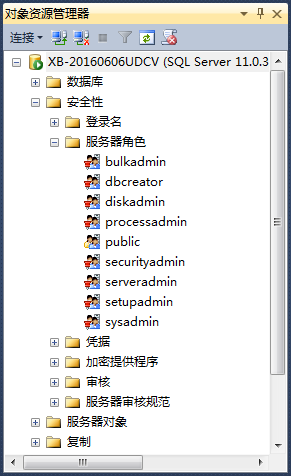 对象资源管理器
连接
XB-20160606UDCV (SQL Server 11.0.3
数据库
安全性
登录名
服务器角色
bulkadmin
dbcreator
diskadmin
processadmin
public
securityadmin
serveradmin
setupadmin
sysadmin
凭据
加密提供程序
审核
服务器审核规范
服务器对象
复制